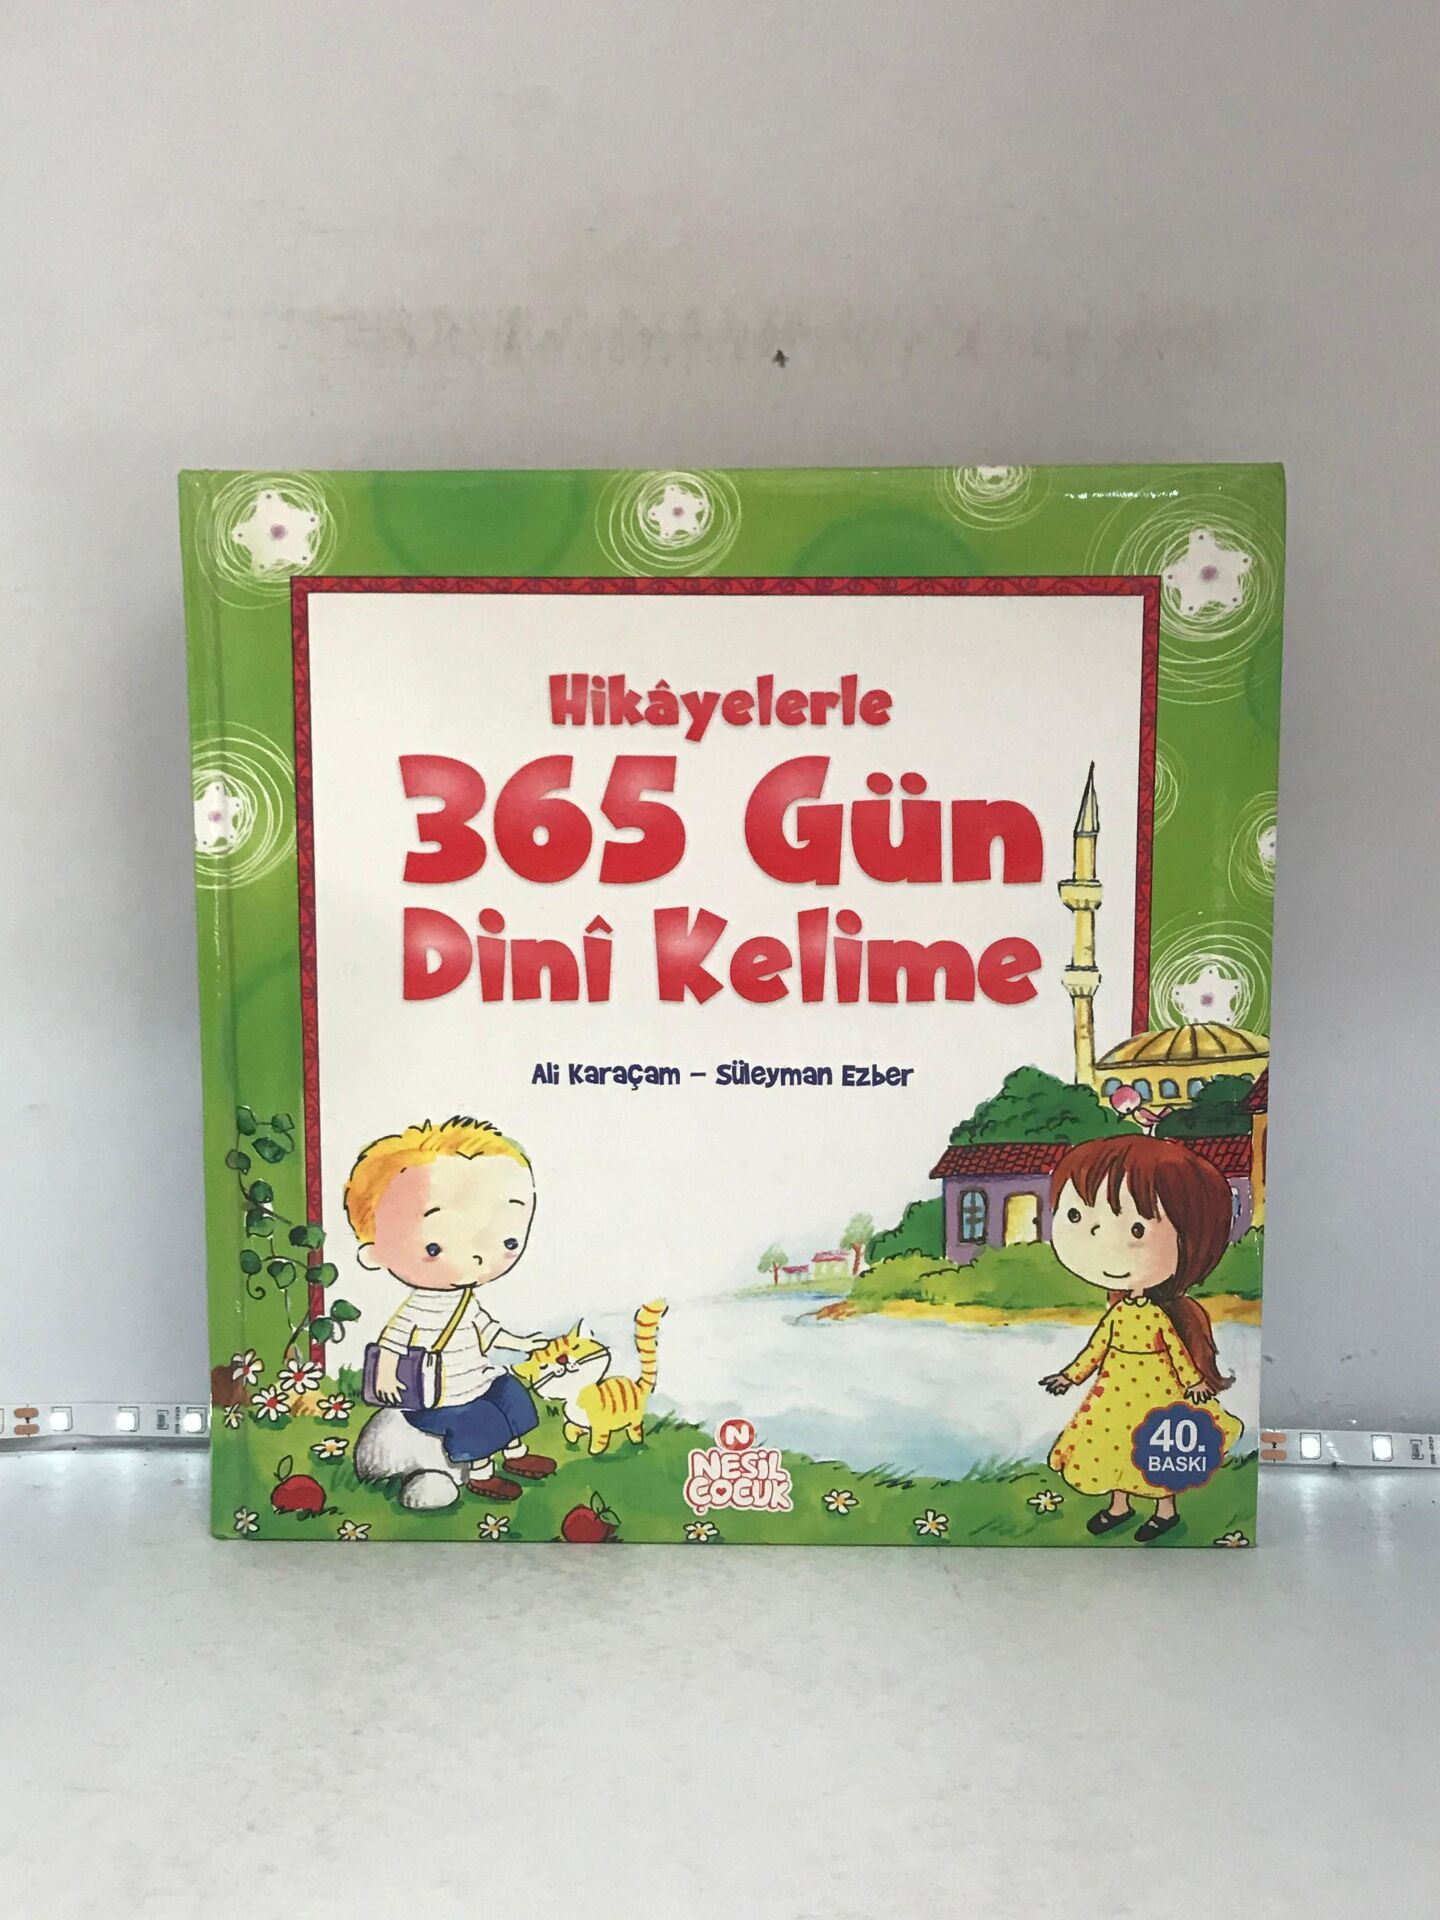 Hikâyelerle
365 Gün
Dinî Kelime
Ali Karaçam – Süleyman Ezber
40.
BASKI
N
NESİL
ÇOCUK